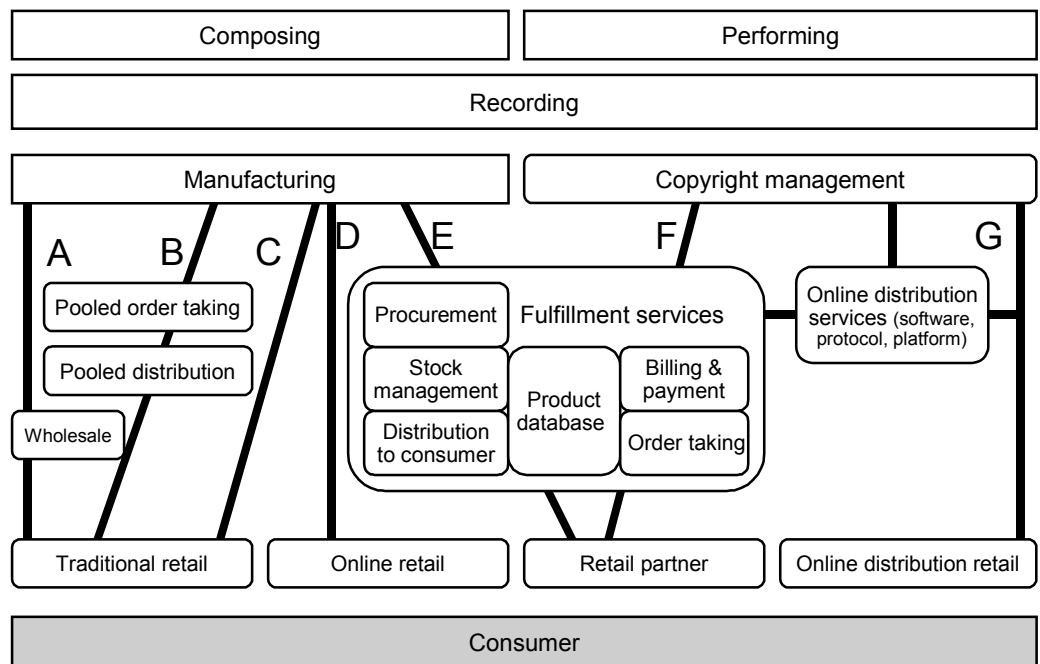 Composing
Performing
Recording
Manufacturing
Copyright management
A
B
C
D
E
F
G
Pooled order taking
Pooled distribution
Wholesale
Procurement
Fulfillment services
Stock
management
Distribution
to consumer
Product
database
Billing &
payment
Order taking
Online distribution
services (software,
protocol, platform)
Traditional retail
Online retail
Retail partner
Online distribution retail
Consumer